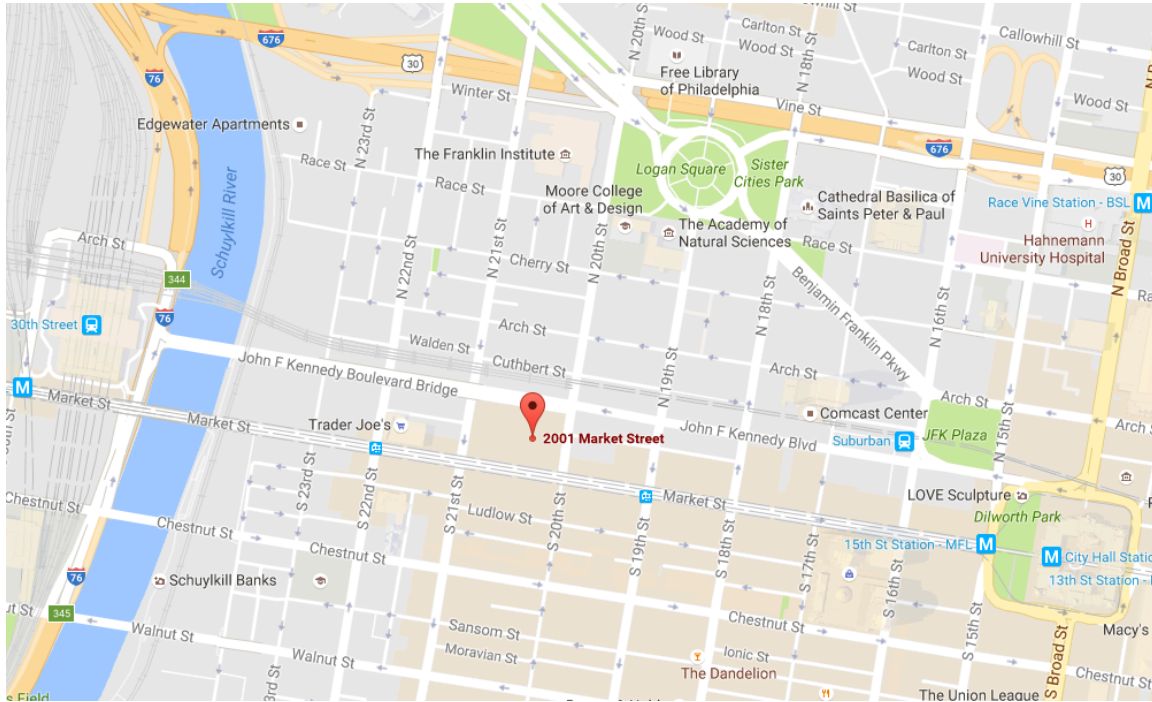 Callowhill St
Carlton St
Wood St
Wood St
Carlton St
Wood St
Wood St
N 20th St
N 18th St
676
30
76
Free Library
of Philadelphia
Winter St
Vine St
N 23rd St
Edgewater Apartments
The Franklin Institute
Race St
Logan Square
Sister
Cities Park
676
30
Race St
Moore College
of Art & Design
Cathedral Basilica of
Saints Peter & Paul
Race Vine Station - BSL
M
H
Hahnemann
University Hospital
The Academy of
Natural Sciences
Race St
Schuylkill River
Arch St
344
N 22nd St
N 21st St
N 20th St
Cherry St
Benjamin Franklin Pkwy
N 18th St
N 16th St
N Broad St
Ra
30th Street
76
Arch St
Walden St
Cuthbert St
N 19th St
Arch St
Arch St
Arch S
John F Kennedy Boulevard Bridge
M
Market St
Trader Joe's
2001 Market Street
John F Kennedy Blvd
Comcast Center
Suburban
JFK Plaza
N 15th St
S 23rd St
S 22nd St
S 21st St
S 20th St
S 19th St
S 18th St
S 17th St
S 16th St
S 15th St
Market St
LOVE Sculpture
Dilworth Park
Chestnut St
Chestnut St
Chestnut St
Ludlow St
15th St Station - MFL
M
M
City Hall Statio
13th St Station -
76
Schuylkill Banks
345
nut St
Walnut St
Walnut St
Sansom St
Moravian St
Chestnut St
Ionic St
The Dandelion
Macy's
S Broad St
The Union League
s Field